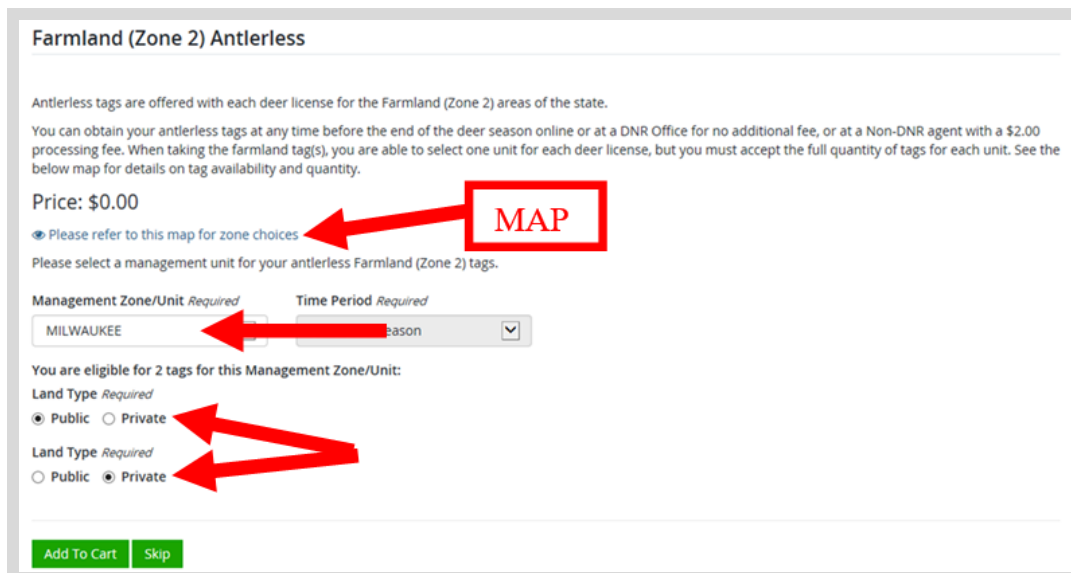 Farmland (Zone 2) Antlerless
Antlerless tags are offered with each deer license for the Farmland (Zone 2) areas of the state.
You can obtain your antlerless tags at any time before the end of the deer season online or at a DNR Office for no additional fee, or at a Non-DNR agent with a $2.00
processing fee. When taking the farmland tag(s), you are able to select one unit for each deer license, but you must accept the full quantity of tags for each unit. See the
below map for details on tag availability and quantity.
Price: $0.00
MAP
Please refer to this map for zone choices
Please select a management unit for your antlerless Farmland (Zone 2) tags.
Management Zone/Unit Required Time Period Required
MILWAUKEE
You are eligible for 2 tags for this Management Zone/Unit:
Land Type Required
Public Private
Land Type Required
Public Private
Add To Cart Skip